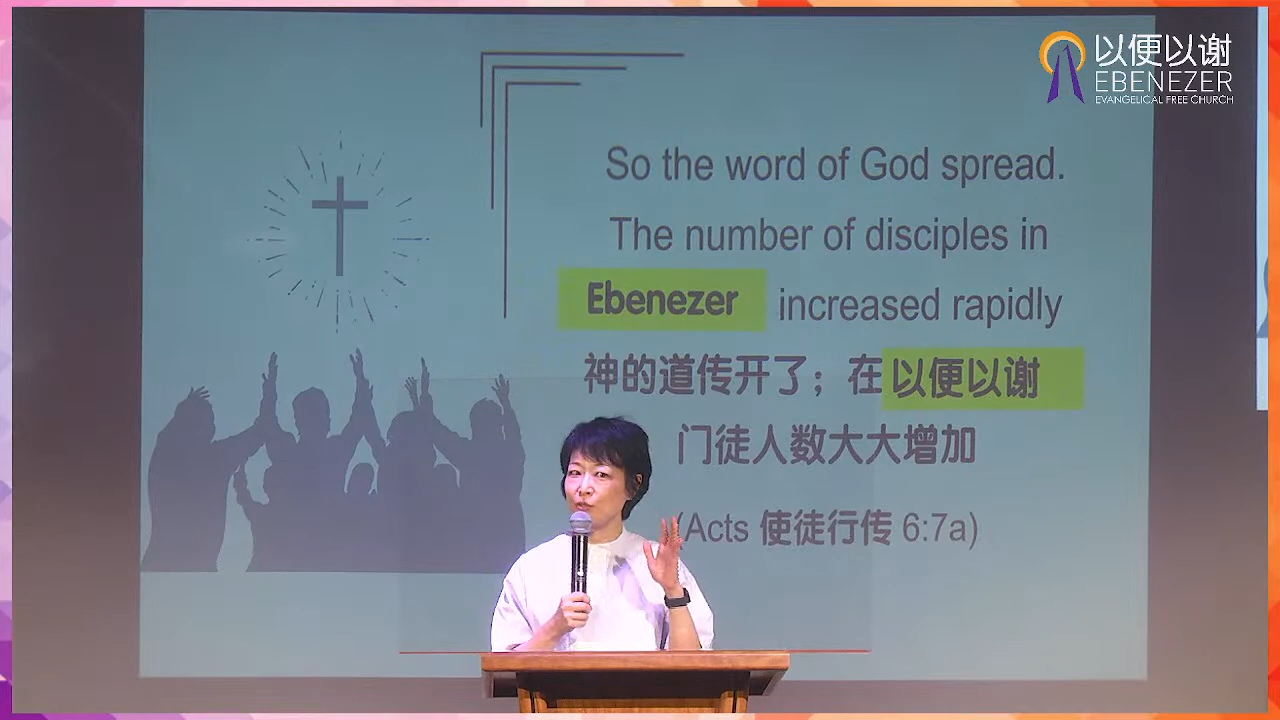 以便以谢
EBENEZER
EVANGELICAL FREE CHURCH
So the word of God spread.
The number of disciples in
Ebenezer increased rapidly
神的道传开了；在以便以谢
门徒人数大大增加
(Acts 使徒行传 6:7a)